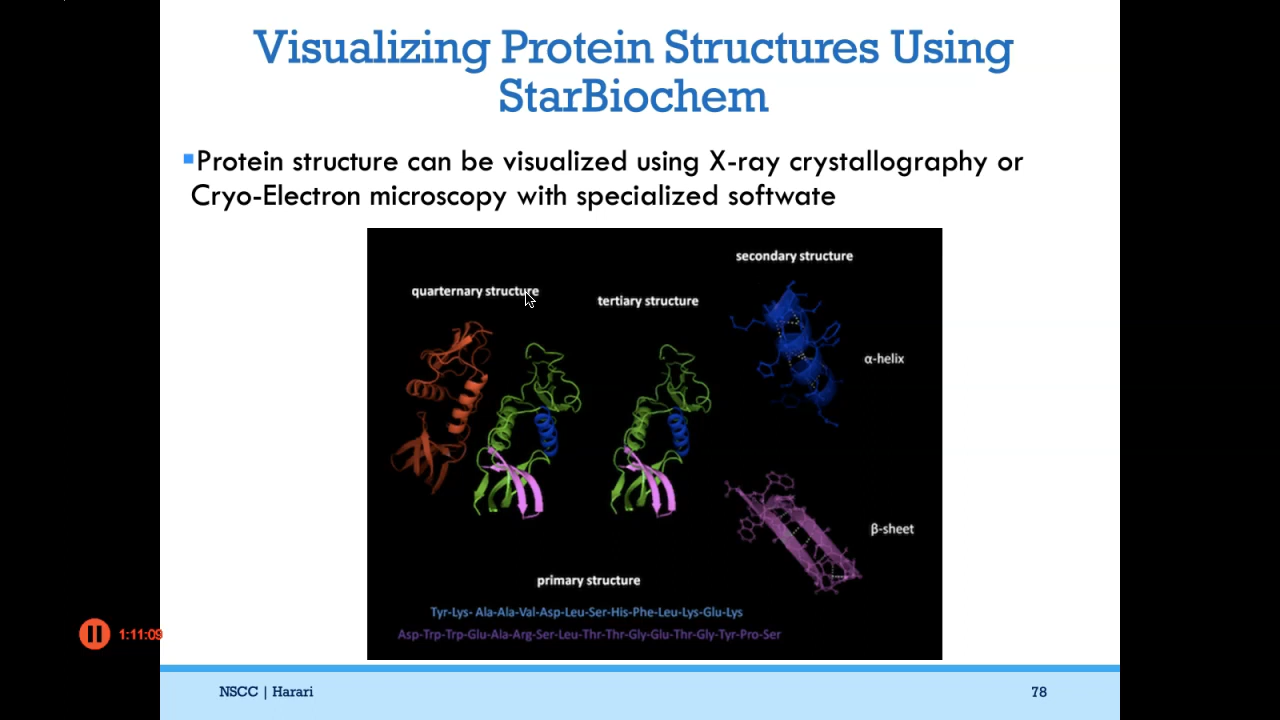 Visualizing Protein Structures Using
StarBiochem
Protein structure can be visualized using X-ray crystallography or
Cryo-Electron microscopy with specialized softwate
secondary structure
quarternary structure
tertiary structure
α-helix
β-sheet
primary structure
Tyr-Lys- Ala-Ala-Val-Asp-Leu-Ser-His-Phe-Leu-Lys-Glu-Lys
Asp-Trp-Trp-Glu-Ala-Arg-Ser-Leu-Thr-Thr-Gly-Glu-Thr-Gly-Tyr-Pro-Ser
1:11:09
NSCC | Harari
78